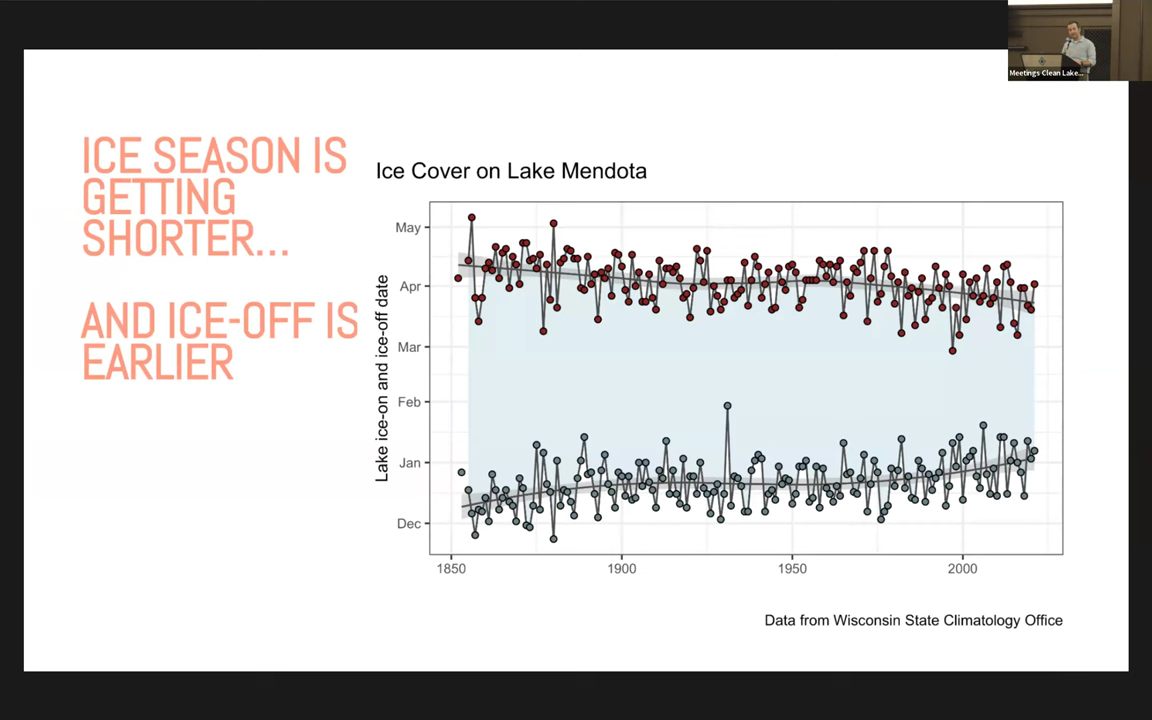 Meetings Clean Lake...
ICE SEASON IS
GETTING
SHORTER...
AND ICE-OFF IS
EARLIER
Ice Cover on Lake Mendota
Lake ice-on and ice-off date
May
Apr
Mar
Feb
Jan
Dec
1850
1900
1950
2000
Data from Wisconsin State Climatology Office